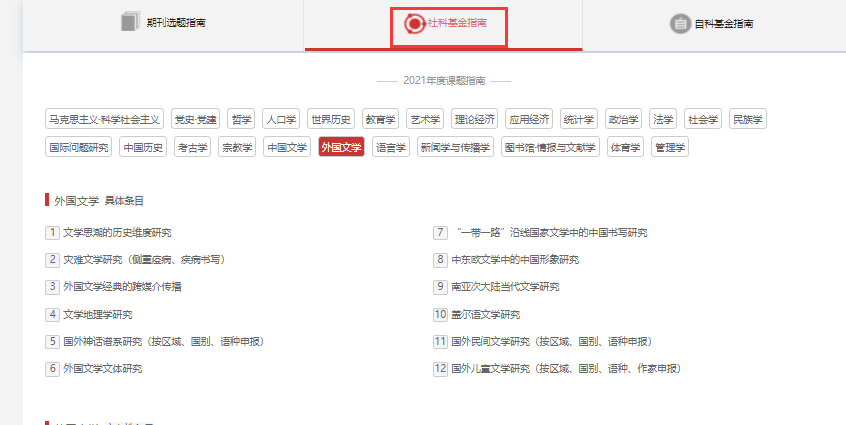 期刊选题指南
社科基金指南
自科基金指南
2021年度课题指南
马克思主义·科学社会主义 党史·党建 哲学 人口学 世界历史 教育学 艺术学 理论经济 应用经济 统计学 政治学 法学 社会学 民族学
国际问题研究 中国历史 考古学 宗教学 中国文学 外国文学 语言学 新闻学与传播学 图书馆·情报与文献学 体育学 管理学
外国文学 具体条目
1 文学思潮的历史维度研究
2 灾难文学研究（侧重疫病、疾病书写）
3 外国文学经典的跨媒介传播
4 文学地理学研究
5 国外神话谱系研究（按区域、国别、语种申报）
6 外国文学文体研究
7 “一带一路”沿线国家文学中的中国书写研究
8 中东欧文学中的中国形象研究
9 南亚次大陆当代文学研究
10 盖尔语文学研究
11 国外民间文学研究（按区域、国别、语种申报）
12 国外儿童文学研究（按区域、国别、语种、作家申报）